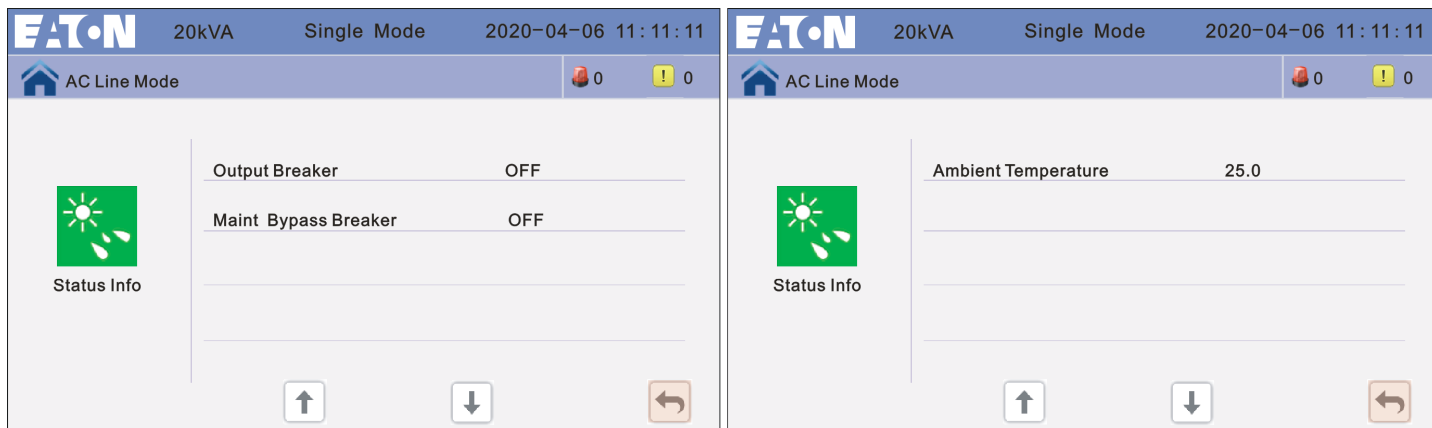 EATON 20kVA Single Mode 2020-04-06 11:11:11
AC Line Mode 0 ! 0
Output Breaker OFF
Maint Bypass Breaker OFF
Status Info
EATON 20kVA Single Mode 2020-04-06 11:11:11
AC Line Mode 0 ! 0
Ambient Temperature 25.0
Status Info